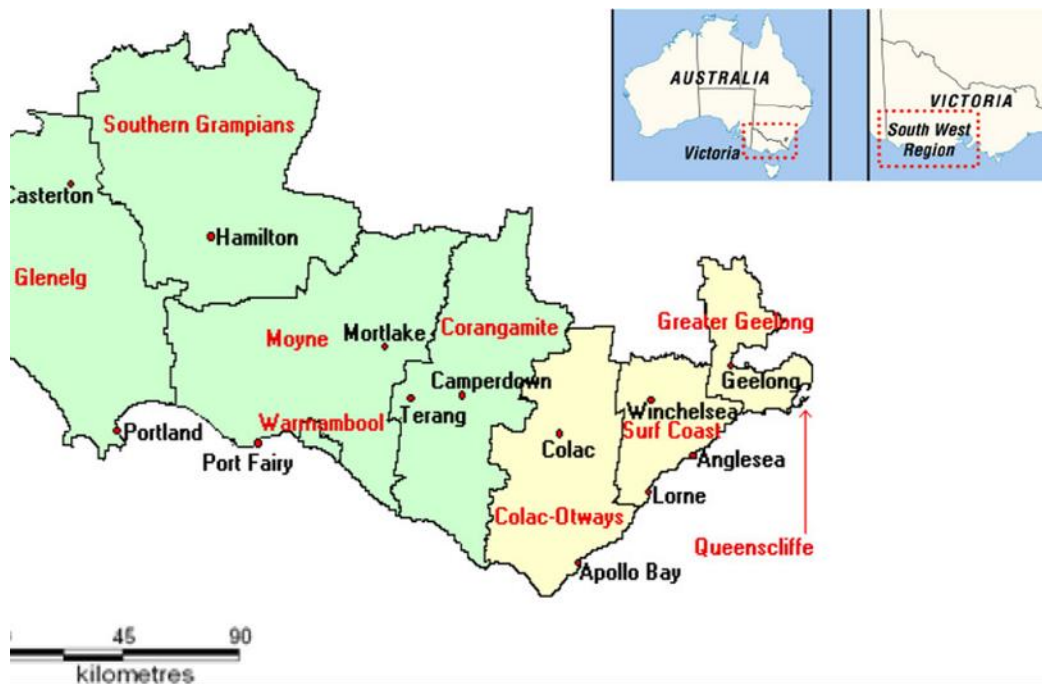 AUSTRALIA
Victoria
VICTORIA
South West
Region
Southern Grampians
Casterton
Hamilton
Glenelg
Moyne
Mortlake
Corangamite
Greater Geelong
Camperdown
Geelong
Terang
Winchelsea
Warrnambool
Surf Coast
Portland
Colac
Port Fairy
Anglesea
Lorne
Colac-Otways
Queenscliffe
Apollo Bay
45
90
kilometres